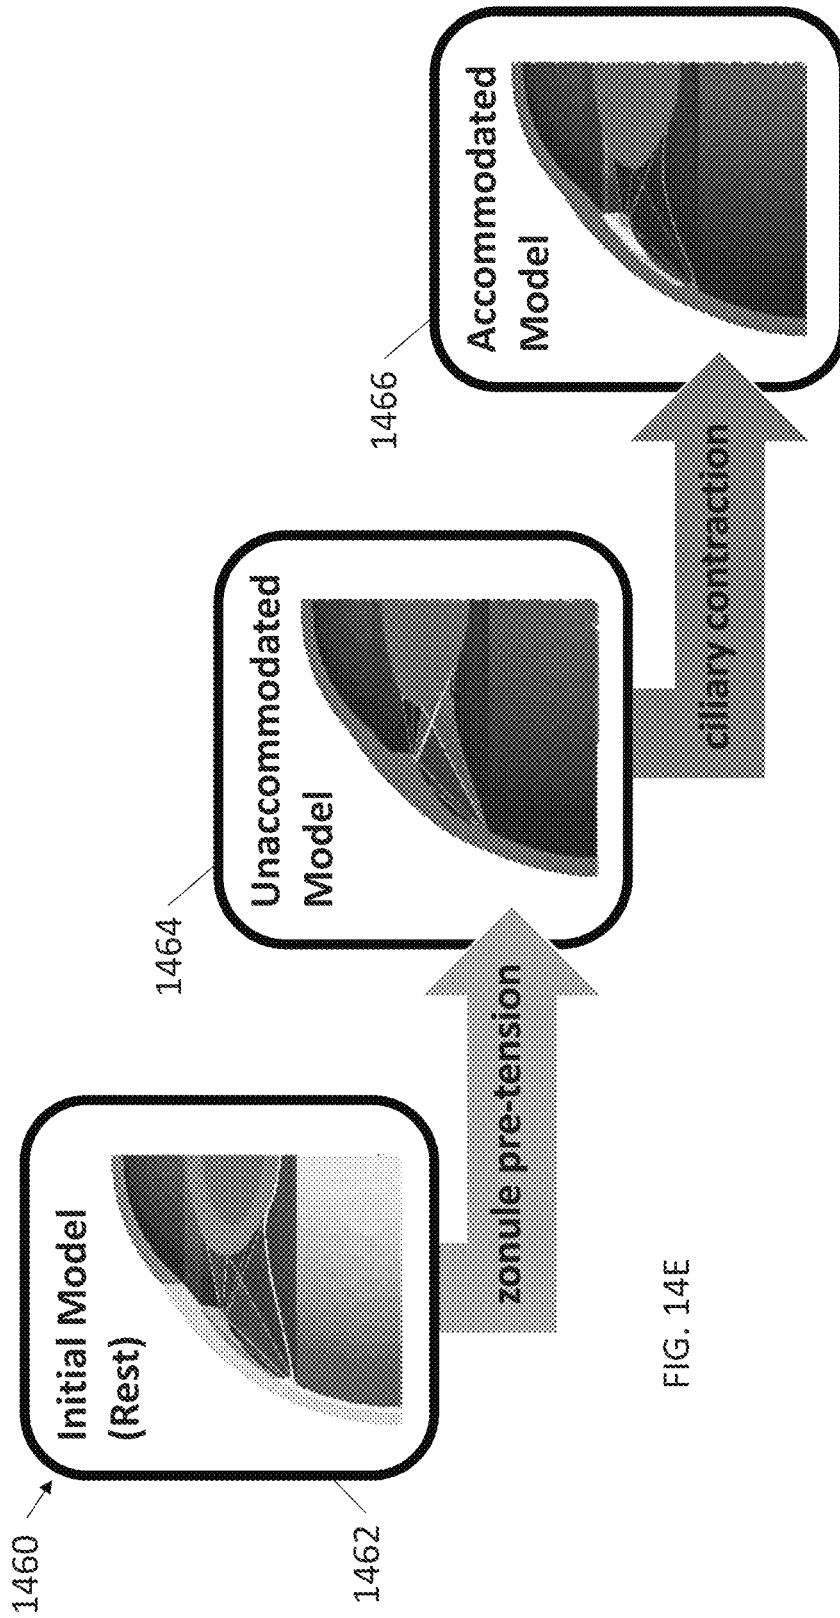 1460
Initial Model
(Rest)
1462
zonule pre-tension
1464
Unaccommodated
Model
ciliary contraction
1466
Accommodated
Model
FIG. 14E